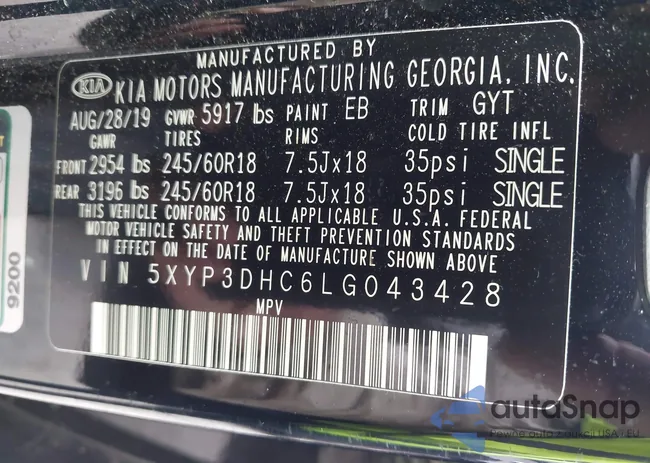 MANUFACTURED BY
KIA KIA MOTORS MANUFACTURING GEORGIA, INC.
AUG/28/19 GVWR 5917 lbs PAINT EB TRIM GYT
GAWR TIRES RIMS COLD TIRE INFL
FRONT 2954 lbs 245/60R18 7.5Jx18 35psi SINGLE
REAR 3196 lbs 245/60R18 7.5Jx18 35psi SINGLE
THIS VEHICLE CONFORMS TO ALL APPLICABLE U.S.A. FEDERAL
MOTOR VEHICLE SAFETY AND THEFT PREVENTION STANDARDS
IN EFFECT ON THE DATE OF MANUFACTURE SHOWN ABOVE
VIN 5XYP3DHC6LG043428
MPV
9200
autoSnap